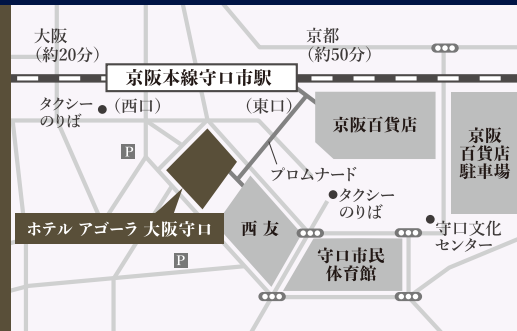 大阪
（約20分）
京都
（約50分）
京阪本線守口市駅
タクシー
のりば
（西口）
（東口）
京阪百貨店
京阪
百貨店
駐車場
P
プロムナード
タクシー
のりば
ホテル アゴーラ 大阪守口
西友
守口文化
センター
守口市民
体育館
P